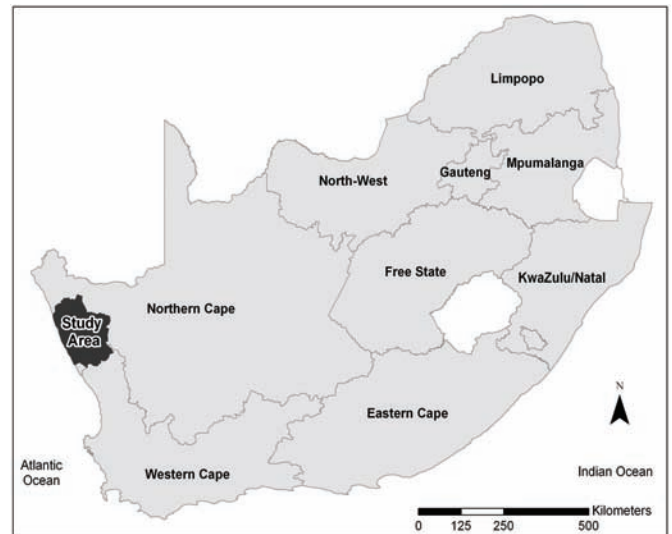 Limpopo
North-West
Gauteng
Mpumalanga
Free State
KwaZulu/Natal
Northern Cape
Study
Area
Eastern Cape
Western Cape
Atlantic
Ocean
N
Indian Ocean
Kilometers
0 125 250 500